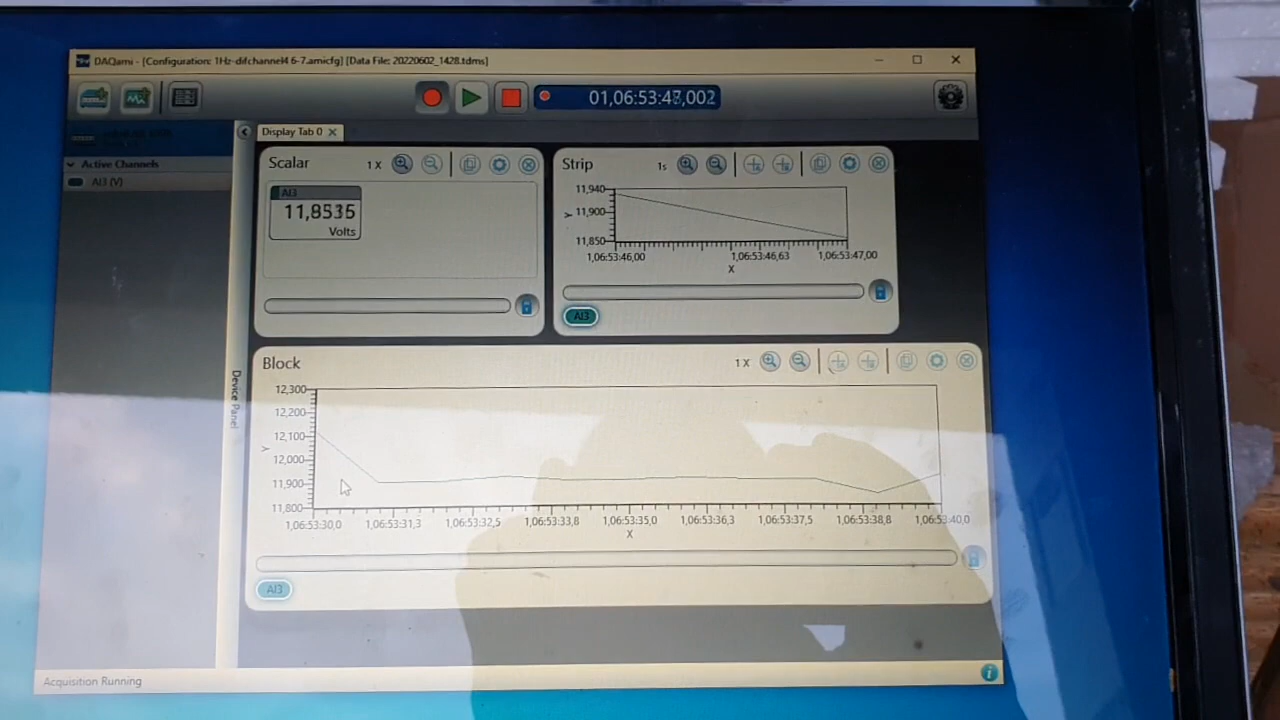 DAQami - [Configuration: 1Hz-difchannel4 6-7.amicfg] [Data File: 20220602_1428.tdms]
01,06:53:47,002
Display Tab 0
Active Channels
AI3 (V)
Device Panel
Scalar
1 X
AI3
11,8535
Volts
Strip
1s
11,940
11,900
11,850
Y
1,06:53:46,00 1,06:53:46,63 1,06:53:47,00
X
AI3
Block
1 X
12,300
12,200
12,100
12,000
11,900
11,800
Y
1,06:53:30,0 1,06:53:31,3 1,06:53:32,5 1,06:53:33,8 1,06:53:35,0 1,06:53:36,3 1,06:53:37,5 1,06:53:38,8 1,06:53:40,0
X
AI3
Acquisition Running